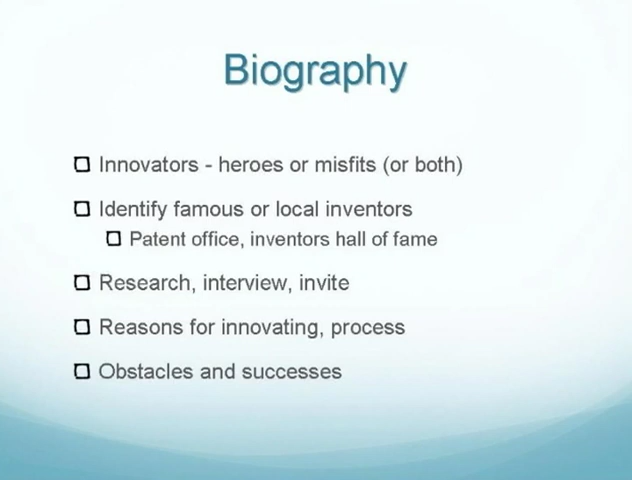 Biography
Innovators - heroes or misfits (or both)
Identify famous or local inventors
Patent office, inventors hall of fame
Research, interview, invite
Reasons for innovating, process
Obstacles and successes